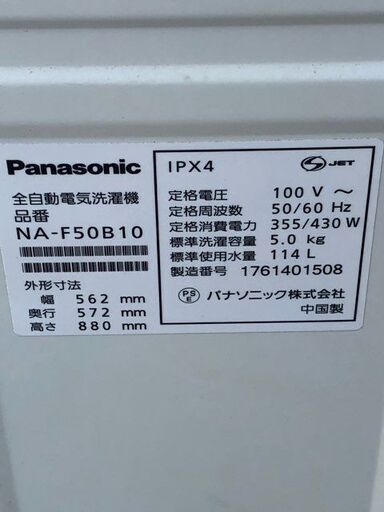 Panasonic
全自動電気洗濯機
品番
NA-F50B10
外形寸法
幅 562 mm
奥行 572 mm
高さ 880 mm
IPX4
S JET
定格電圧 100 V ～
定格周波数 50/60 Hz
定格消費電力 355/430 W
標準洗濯容量 5.0 kg
標準使用水量 114 L
製造番号 1761401508
PS E パナソニック株式会社
中国製